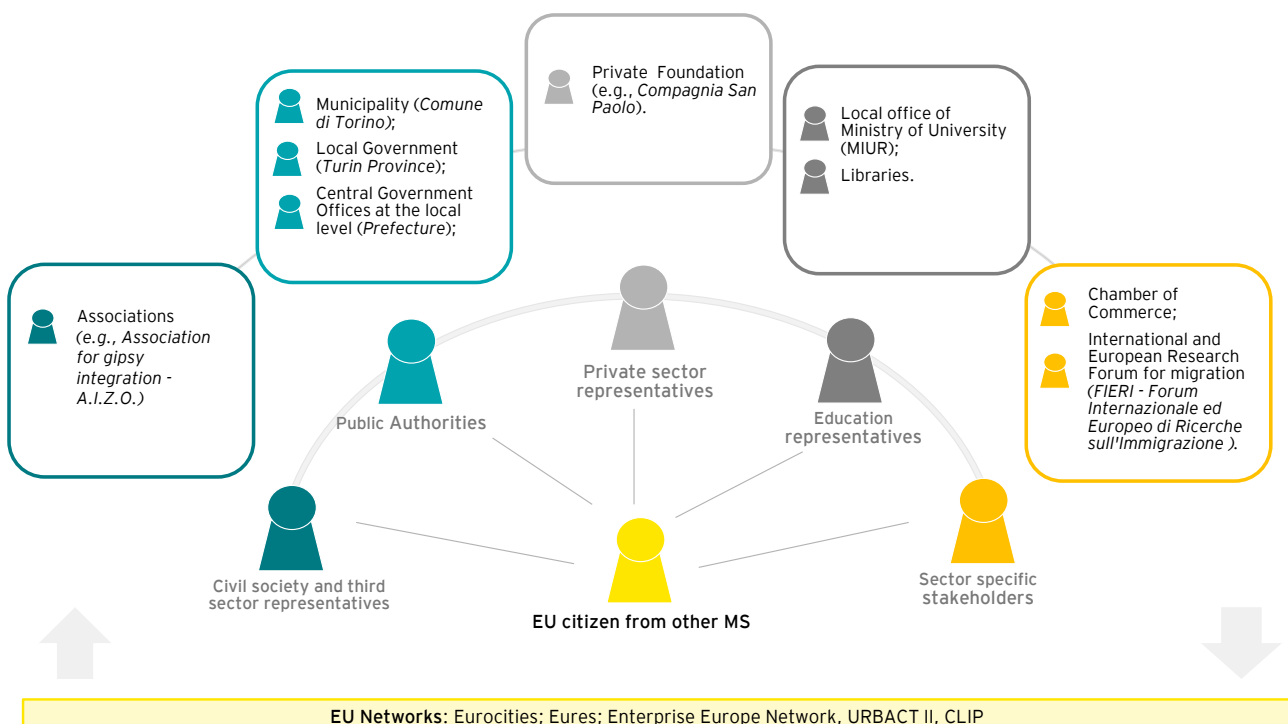 Private Foundation
(e.g., Compagnia San
Paolo).
Municipality (Comune
di Torino);
Local Government
(Turin Province);
Central Government
Offices at the local
level (Prefecture);
Local office of
Ministry of University
(MIUR);
Libraries.
Associations
(e.g., Association
for gipsy
integration -
A.I.Z.O.)
Chamber of
Commerce;
International and
European Research
Forum for migration
(FIERI - Forum
Internazionale ed
Europeo di Ricerche
sull'Immigrazione ).
Private sector
representatives
Public Authorities
Education
representatives
Civil society and third
sector representatives
Sector specific
stakeholders
EU citizen from other MS
EU Networks: Eurocities; Eures; Enterprise Europe Network, URBACT II, CLIP